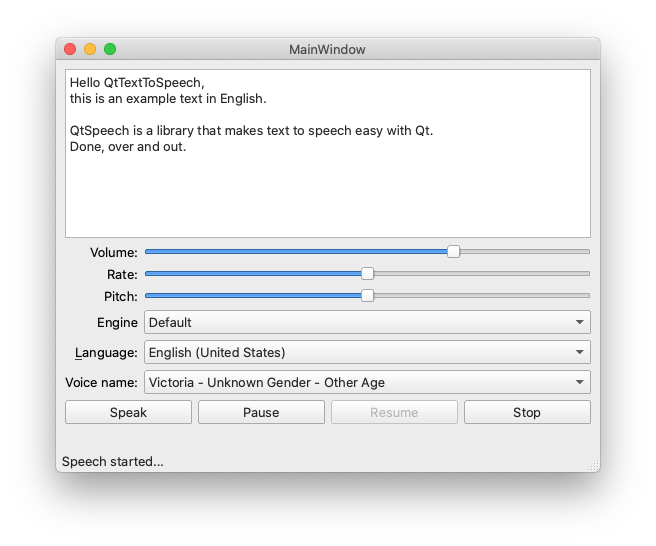 MainWindow
Hello QtTextToSpeech,
this is an example text in English.
QtSpeech is a library that makes text to speech easy with Qt.
Done, over and out.
Volume:
Rate:
Pitch:
Engine Default
Language: English (United States)
Voice name: Victoria - Unknown Gender - Other Age
Speak Pause Resume Stop
Speech started...